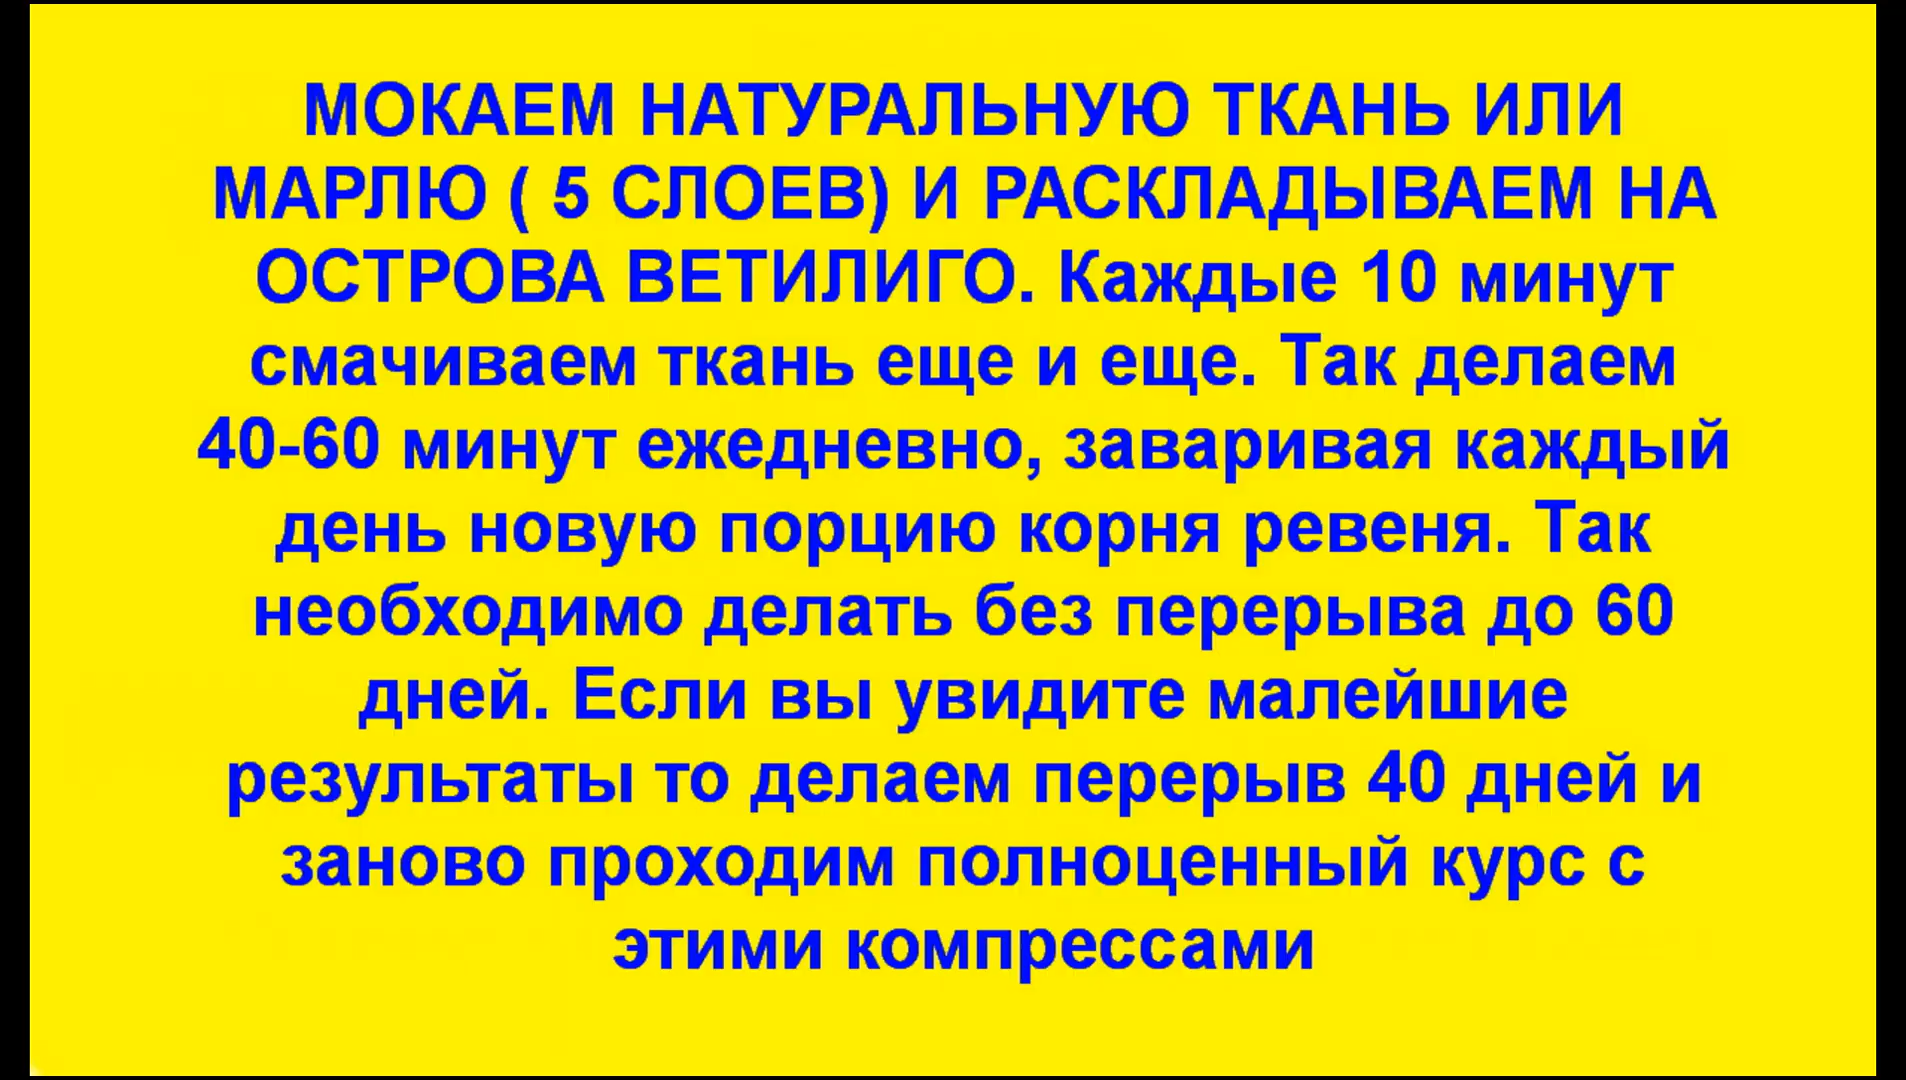 МОКАЕМ НАТУРАЛЬНУЮ ТКАНЬ ИЛИ
МАРЛЮ ( 5 СЛОЕВ) И РАСКЛАДЫВАЕМ НА
ОСТРОВА ВЕТИЛИГО. Каждые 10 минут
смачиваем ткань еще и еще. Так делаем
40-60 минут ежедневно, заваривая каждый
день новую порцию корня ревеня. Так
необходимо делать без перерыва до 60
дней. Если вы увидите малейшие
результаты то делаем перерыв 40 дней и
заново проходим полноценный курс с
этими компрессами